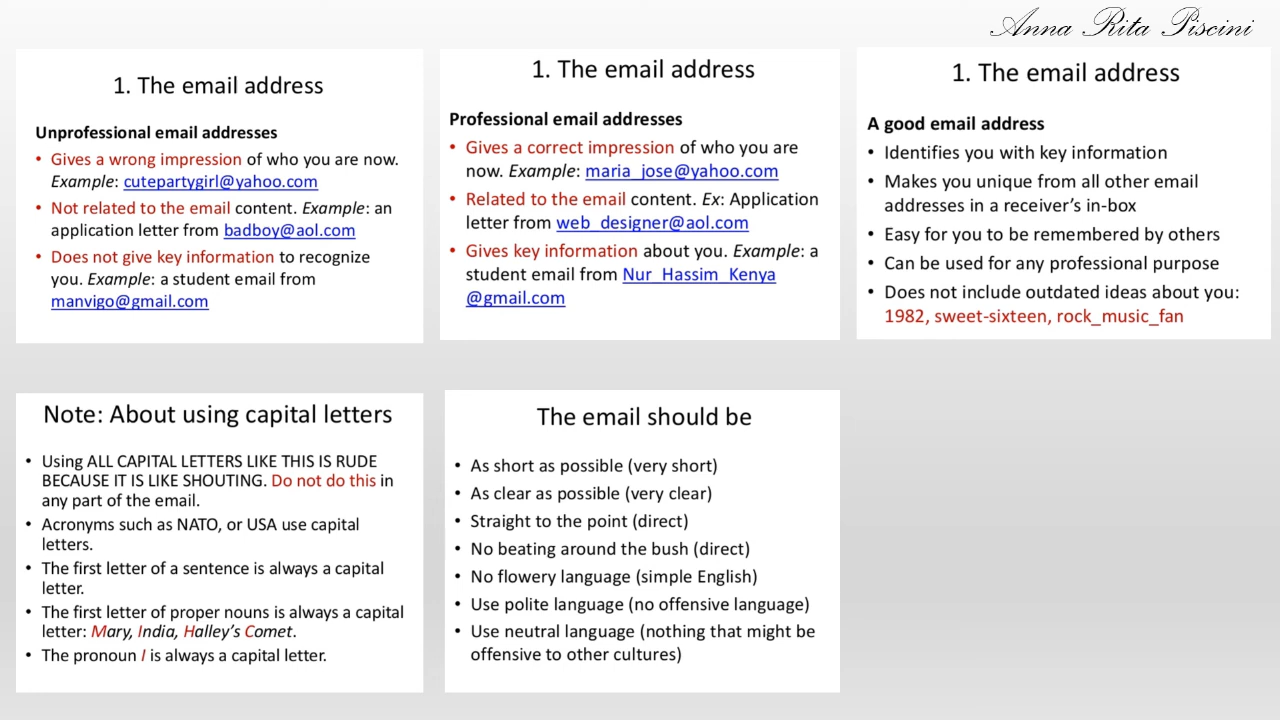 Anna Rita Piscini
1. The email address
Unprofessional email addresses
• Gives a wrong impression of who you are now.
Example: cutepartygirl@yahoo.com
• Not related to the email content. Example: an
application letter from badboy@aol.com
• Does not give key information to recognize
you. Example: a student email from
manvigo@gmail.com
1. The email address
Professional email addresses
• Gives a correct impression of who you are
now. Example: maria_jose@yahoo.com
• Related to the email content. Ex: Application
letter from web_designer@aol.com
• Gives key information about you. Example: a
student email from Nur_Hassim_Kenya
@gmail.com
1. The email address
A good email address
• Identifies you with key information
• Makes you unique from all other email
addresses in a receiver's in-box
• Easy for you to be remembered by others
• Can be used for any professional purpose
• Does not include outdated ideas about you:
1982, sweet-sixteen, rock_music_fan
Note: About using capital letters
• Using ALL CAPITAL LETTERS LIKE THIS IS RUDE
BECAUSE IT IS LIKE SHOUTING. Do not do this in
any part of the email.
• Acronyms such as NATO, or USA use capital
letters.
• The first letter of a sentence is always a capital
letter.
• The first letter of proper nouns is always a capital
letter: Mary, India, Halley's Comet.
• The pronoun I is always a capital letter.
The email should be
• As short as possible (very short)
• As clear as possible (very clear)
• Straight to the point (direct)
• No beating around the bush (direct)
• No flowery language (simple English)
• Use polite language (no offensive language)
• Use neutral language (nothing that might be
offensive to other cultures)